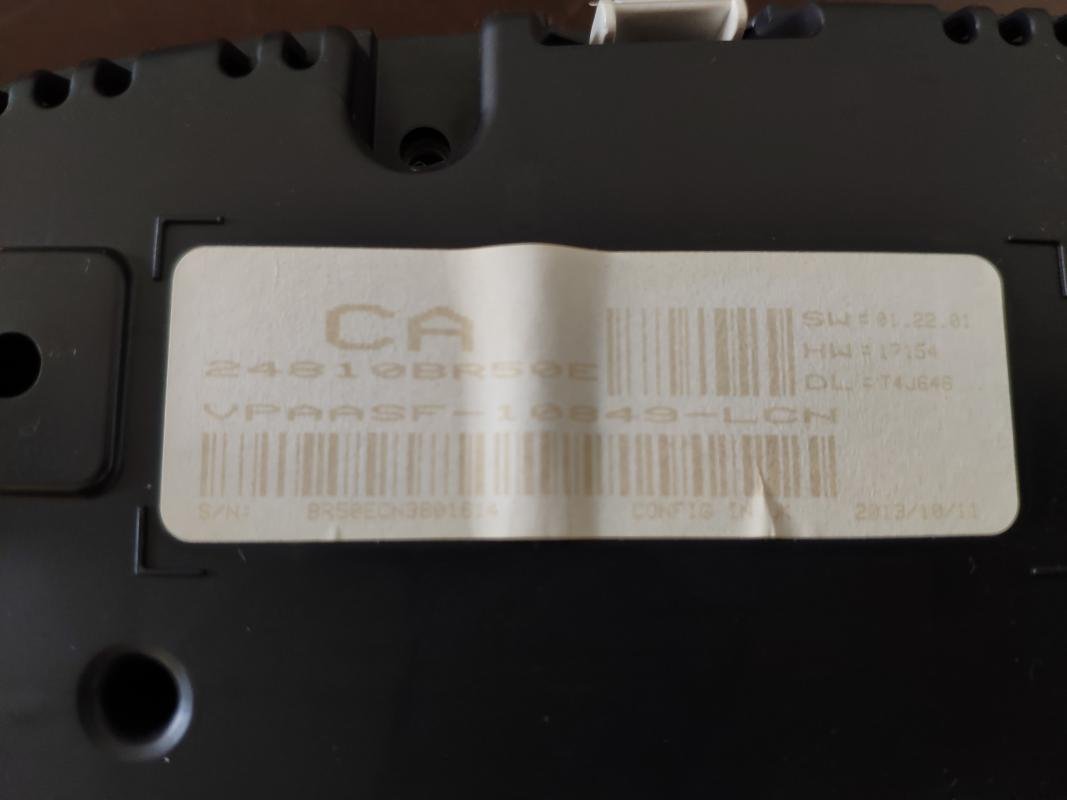 CA
24810BR50E
SW = 01.22.01
HW = 17154
DL = T4J646
VPAASF-10849-LCN
S/N: BR50ECN3801614 CONFIG IN UK 2013/10/11